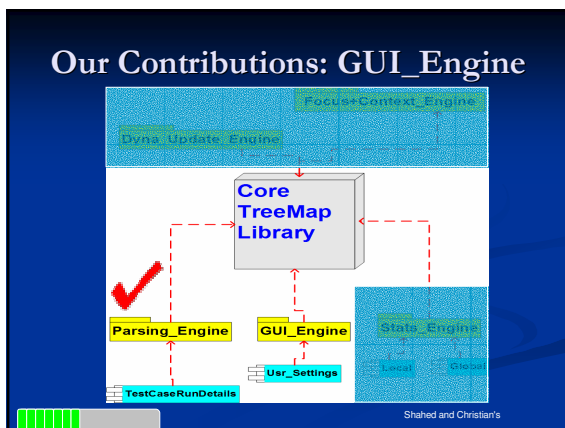 Our Contributions: GUI_Engine
Focus+Context_Engine
Dyna_Update_Engine
Core
TreeMap
Library
Parsing_Engine
GUI_Engine
Stats_Engine
Usr_Settings
Local
Global
TestCaseRunDetails
Shahed and Christian's